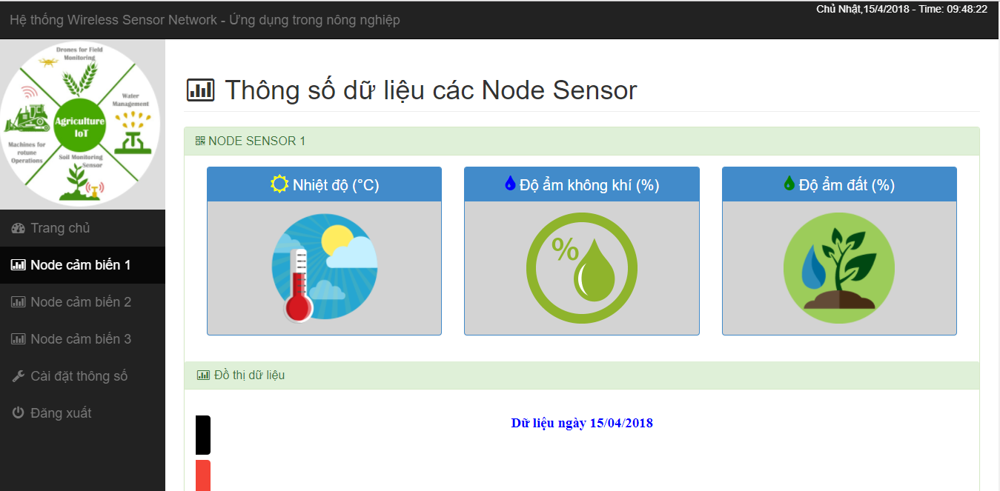 Hệ thống Wireless Sensor Network - Ứng dụng trong nông nghiệp
Chủ Nhật,15/4/2018 - Time: 09:48:22
Drones for Field
Monitoring
Water
Management
Agriculture
IoT
Machines for
rotune
Operations
Soil Monitoring
Sensor
Trang chủ
Node cảm biến 1
Node cảm biến 2
Node cảm biến 3
Cài đặt thông số
Đăng xuất
Thông số dữ liệu các Node Sensor
NODE SENSOR 1
Nhiệt độ (°C)
Độ ẩm không khí (%)
Độ ẩm đất (%)
%
Đồ thị dữ liệu
Dữ liệu ngày 15/04/2018